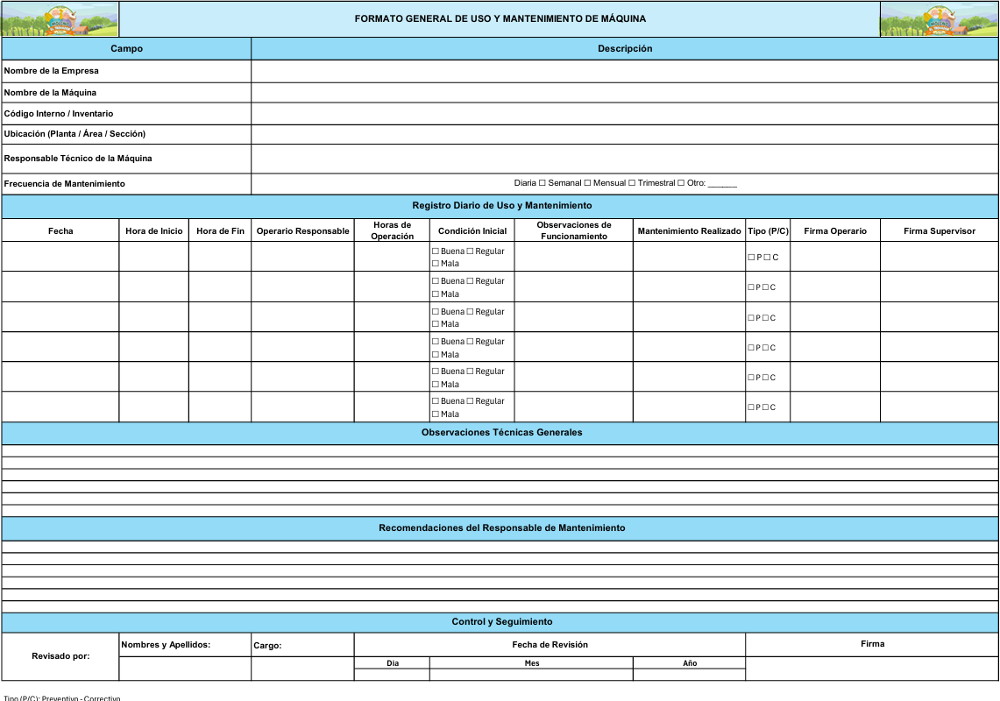 FORMATO GENERAL DE USO Y MANTENIMIENTO DE MÁQUINA
Campo Descripción
Nombre de la Empresa
Nombre de la Máquina
Código Interno / Inventario
Ubicación (Planta / Área / Sección)
Responsable Técnico de la Máquina
Frecuencia de Mantenimiento Diaria ☐ Semanal ☐ Mensual ☐ Trimestral ☐ Otro: ______
Registro Diario de Uso y Mantenimiento
Fecha Hora de Inicio Hora de Fin Operario Responsable Horas de Operación Condición Inicial Observaciones de Funcionamiento Mantenimiento Realizado Tipo (P/C) Firma Operario Firma Supervisor
☐ Buena ☐ Regular
☐ Mala ☐ P ☐ C
☐ Buena ☐ Regular
☐ Mala ☐ P ☐ C
☐ Buena ☐ Regular
☐ Mala ☐ P ☐ C
☐ Buena ☐ Regular
☐ Mala ☐ P ☐ C
☐ Buena ☐ Regular
☐ Mala ☐ P ☐ C
☐ Buena ☐ Regular
☐ Mala ☐ P ☐ C
Observaciones Técnicas Generales
Recomendaciones del Responsable de Mantenimiento
Control y Seguimiento
Revisado por: Nombres y Apellidos: Cargo: Fecha de Revisión Firma
Dia Mes Año
Tipo (P/C): Preventivo - Correctivo